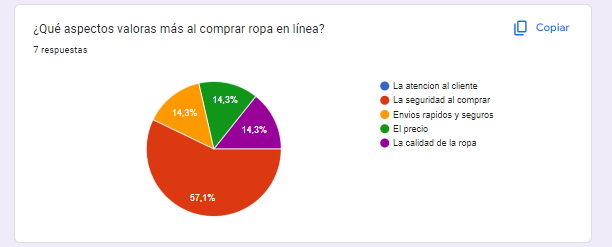 ¿Qué aspectos valoras más al comprar ropa en línea?
Copiar
7 respuestas
La atencion al cliente
La seguridad al comprar
Envios rapidos y seguros
El precio
La calidad de la ropa
14,3%
14,3%
14,3%
57,1%